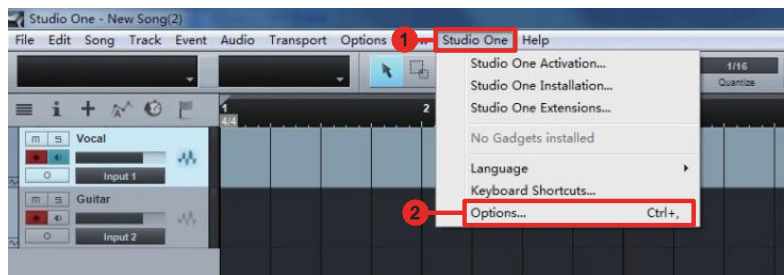 Studio One - New Song(2)
File Edit Song Track Event Audio Transport Options 1 w Studio One Help
Studio One Activation...
1/16
Studio One Installation...
Quantize
i
Studio One Extensions...
1
2
4/4
No Gadgets installed
m s Vocal
Language
Input 1
Keyboard Shortcuts...
m s Guitar
2 Options... Ctrl+,
Input 2